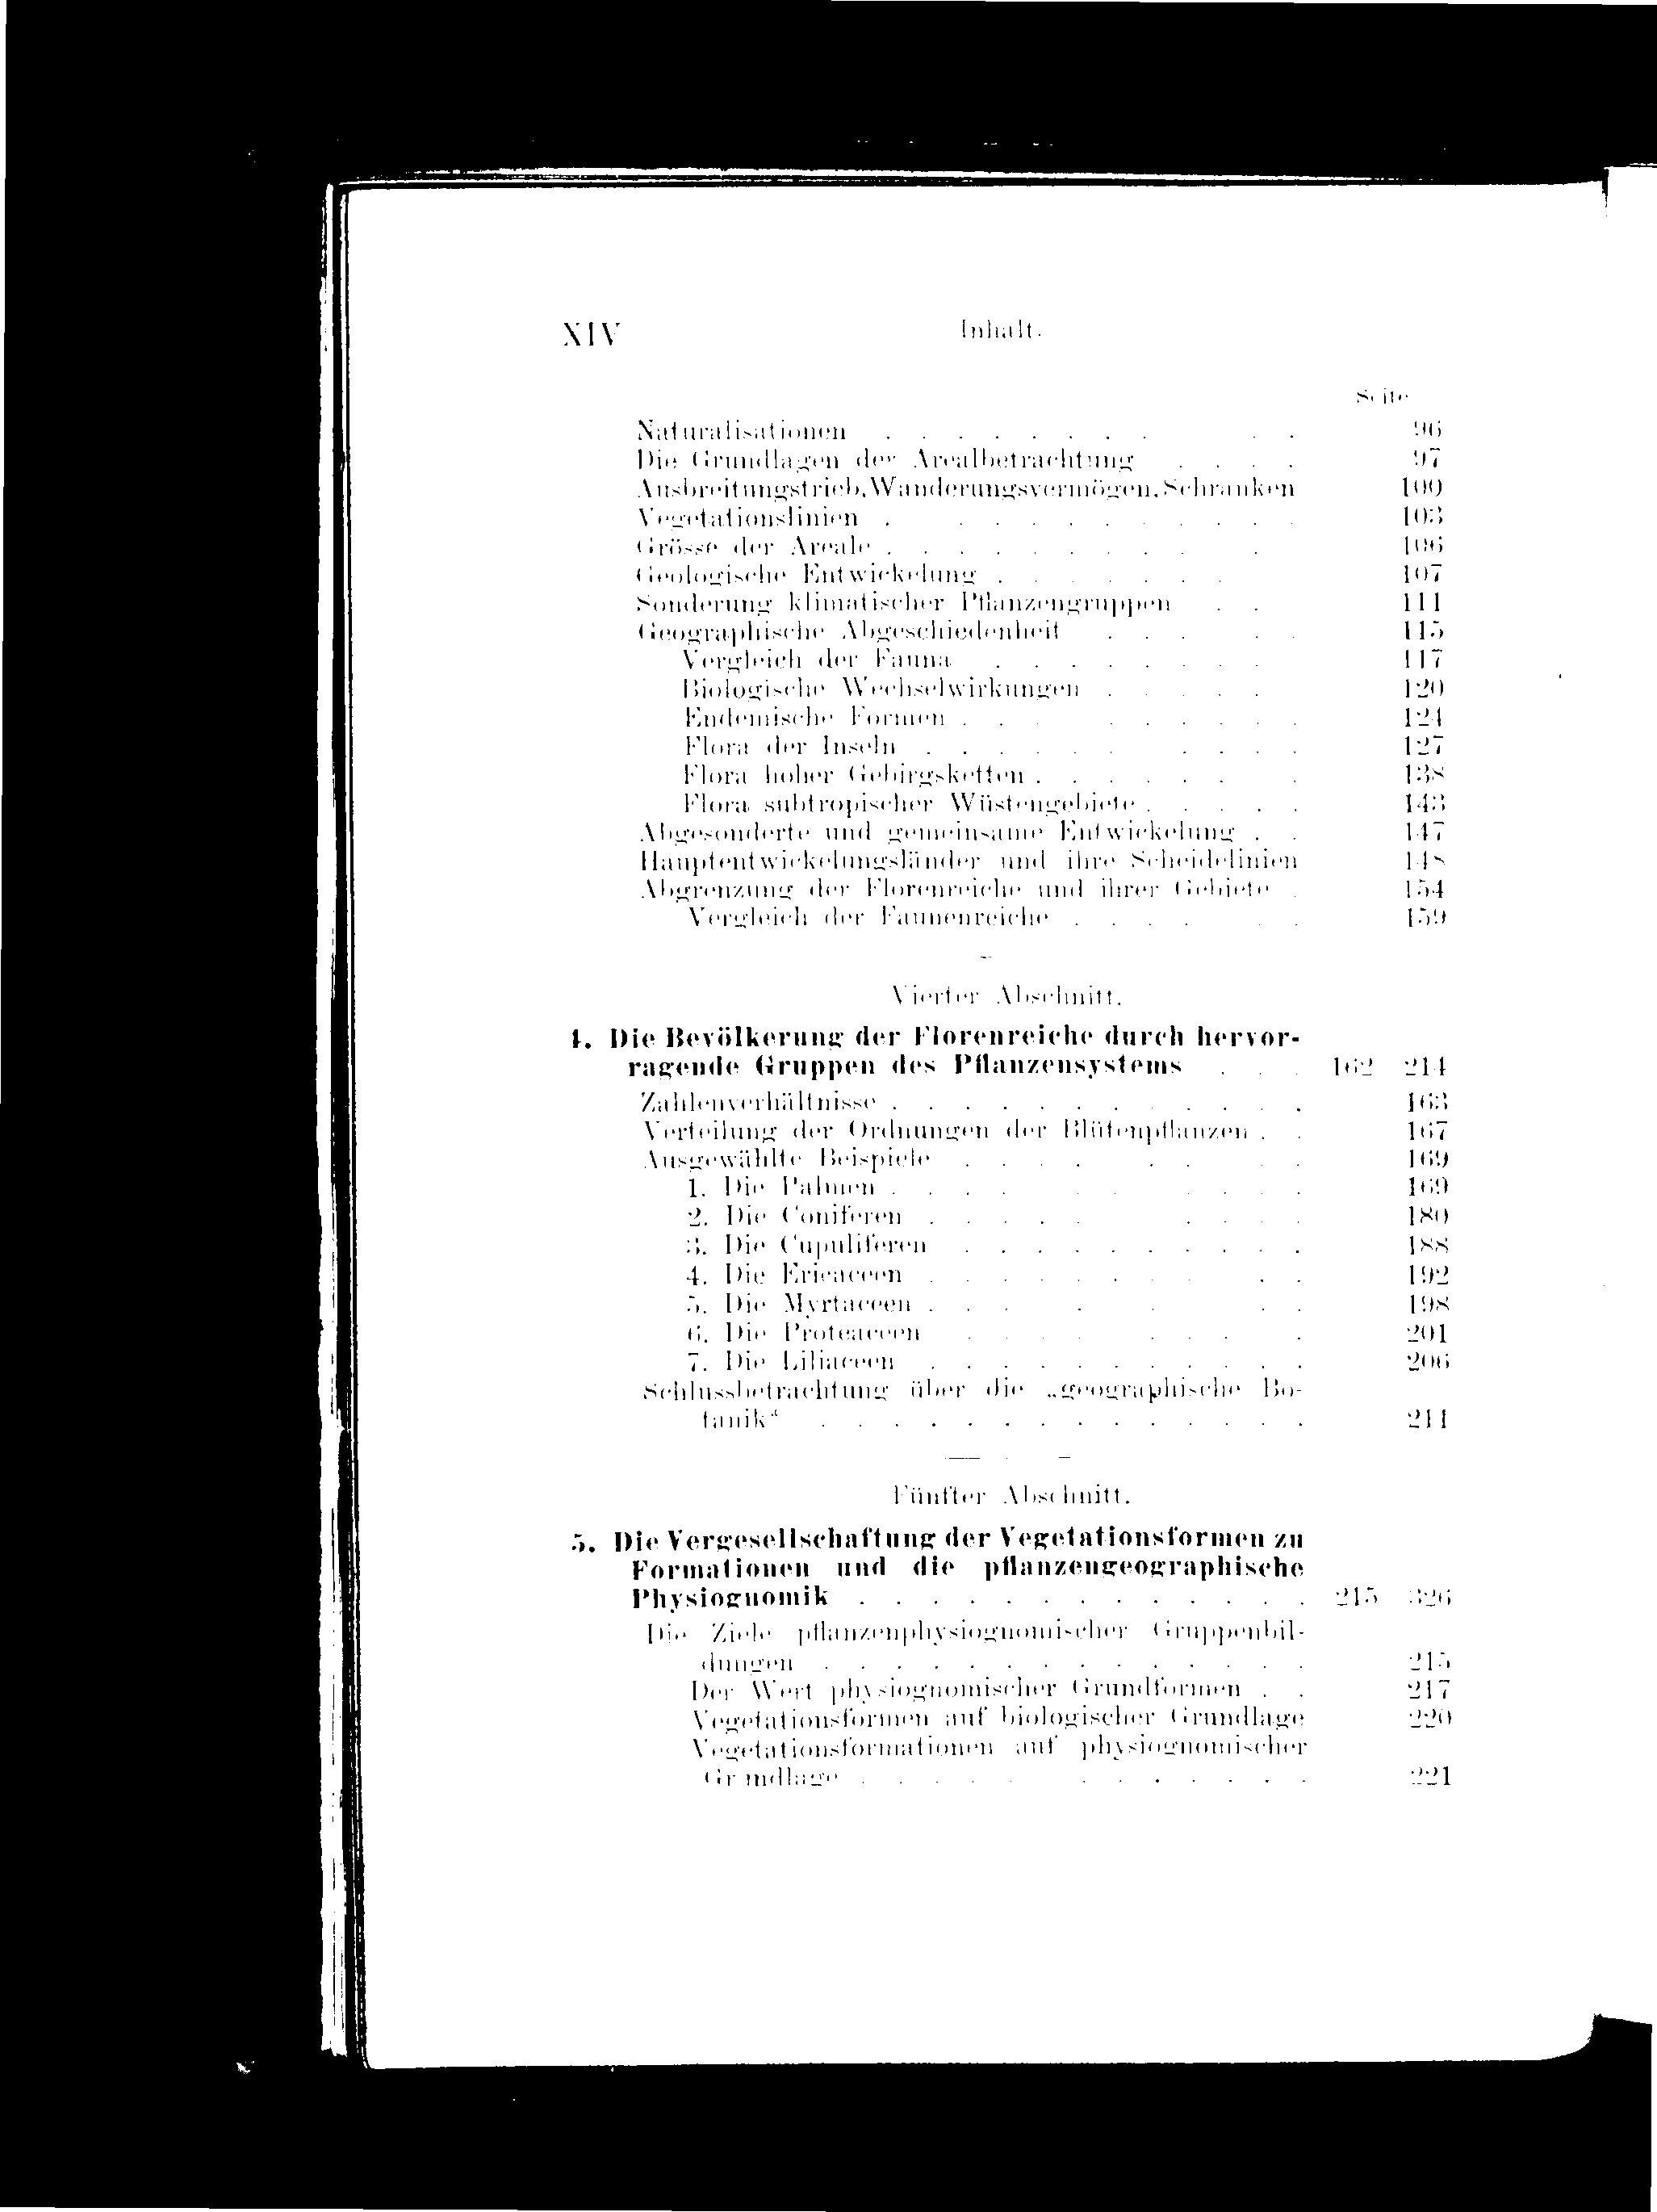 XIV Inhalt.
Seite
Naturalisationen . . . . . . . . . . 96
Die Grundlagen der Arealbetrachtung . . . . 97
Ausbreitungstrieb, Wanderungsvermögen, Schranken 100
Vegetationslinien . . . . . . . . . . . 103
Grösse der Areale . . . . . . . . . . 106
Geologische Entwickelung . . . . . . . 107
Sonderung klimatischer Pflanzengruppen . . 111
Geographische Abgeschiedenheit . . . . . 115
Vergleich der Fauna . . . . . . . . 117
Biologische Wechselwirkungen . . . . . 120
Endemische Formen . . . . . . . . . 124
Flora der Inseln . . . . . . . . . . 127
Flora hoher Gebirgsketten . . . . . . . 138
Flora subtropischer Wüstengebiete . . . . . 143
Abgesonderte und gemeinsame Entwickelung . . 147
Hauptentwickelungsländer und ihre Scheidelinien 148
Abgrenzung der Florenreiche und ihrer Gebiete . 154
Vergleich der Faunenreiche . . . . . . 159
Vierter Abschnitt.
4. Die Bevölkerung der Florenreiche durch hervor-
ragende Gruppen des Pflanzensystems . . . 162 214
Zahlenverhältnisse . . . . . . . . . . . . 163
Verteilung der Ordnungen der Blütenpflanzen . . 167
Ausgewählte Beispiele . . . . . . . . 169
1. Die Palmen . . . . . . . . . . 169
2. Die Coniferen . . . . . . . . . 180
3. Die Cupuliferen . . . . . . . . . . 188
4. Die Ericaceen . . . . . . . . . . 192
5. Die Myrtaceen . . . . . . . 198
6. Die Proteaceen . . . . . . . . 201
7. Die Liliaceen . . . . . . . . . . . 206
Schlussbetrachtung über die „geographische Bo-
tanik“ . . . . . . . . . . . . . . 211
Fünfter Abschnitt.
5. Die Vergesellschaftung der Vegetationsformen zu
Formationen und die pflanzengeographische
Physiognomik . . . . . . . . . . . . . 215 326
Die Ziele pflanzenphysiognomischer Gruppenbil-
dungen . . . . . . . . . . . . . . 215
Der Wert physiognomischer Grundformen . . 217
Vegetationsformen auf biologischer Grundlage 220
Vegetationsformationen auf physiognomischer
Grundlage . . . . . . . . . . . . 221